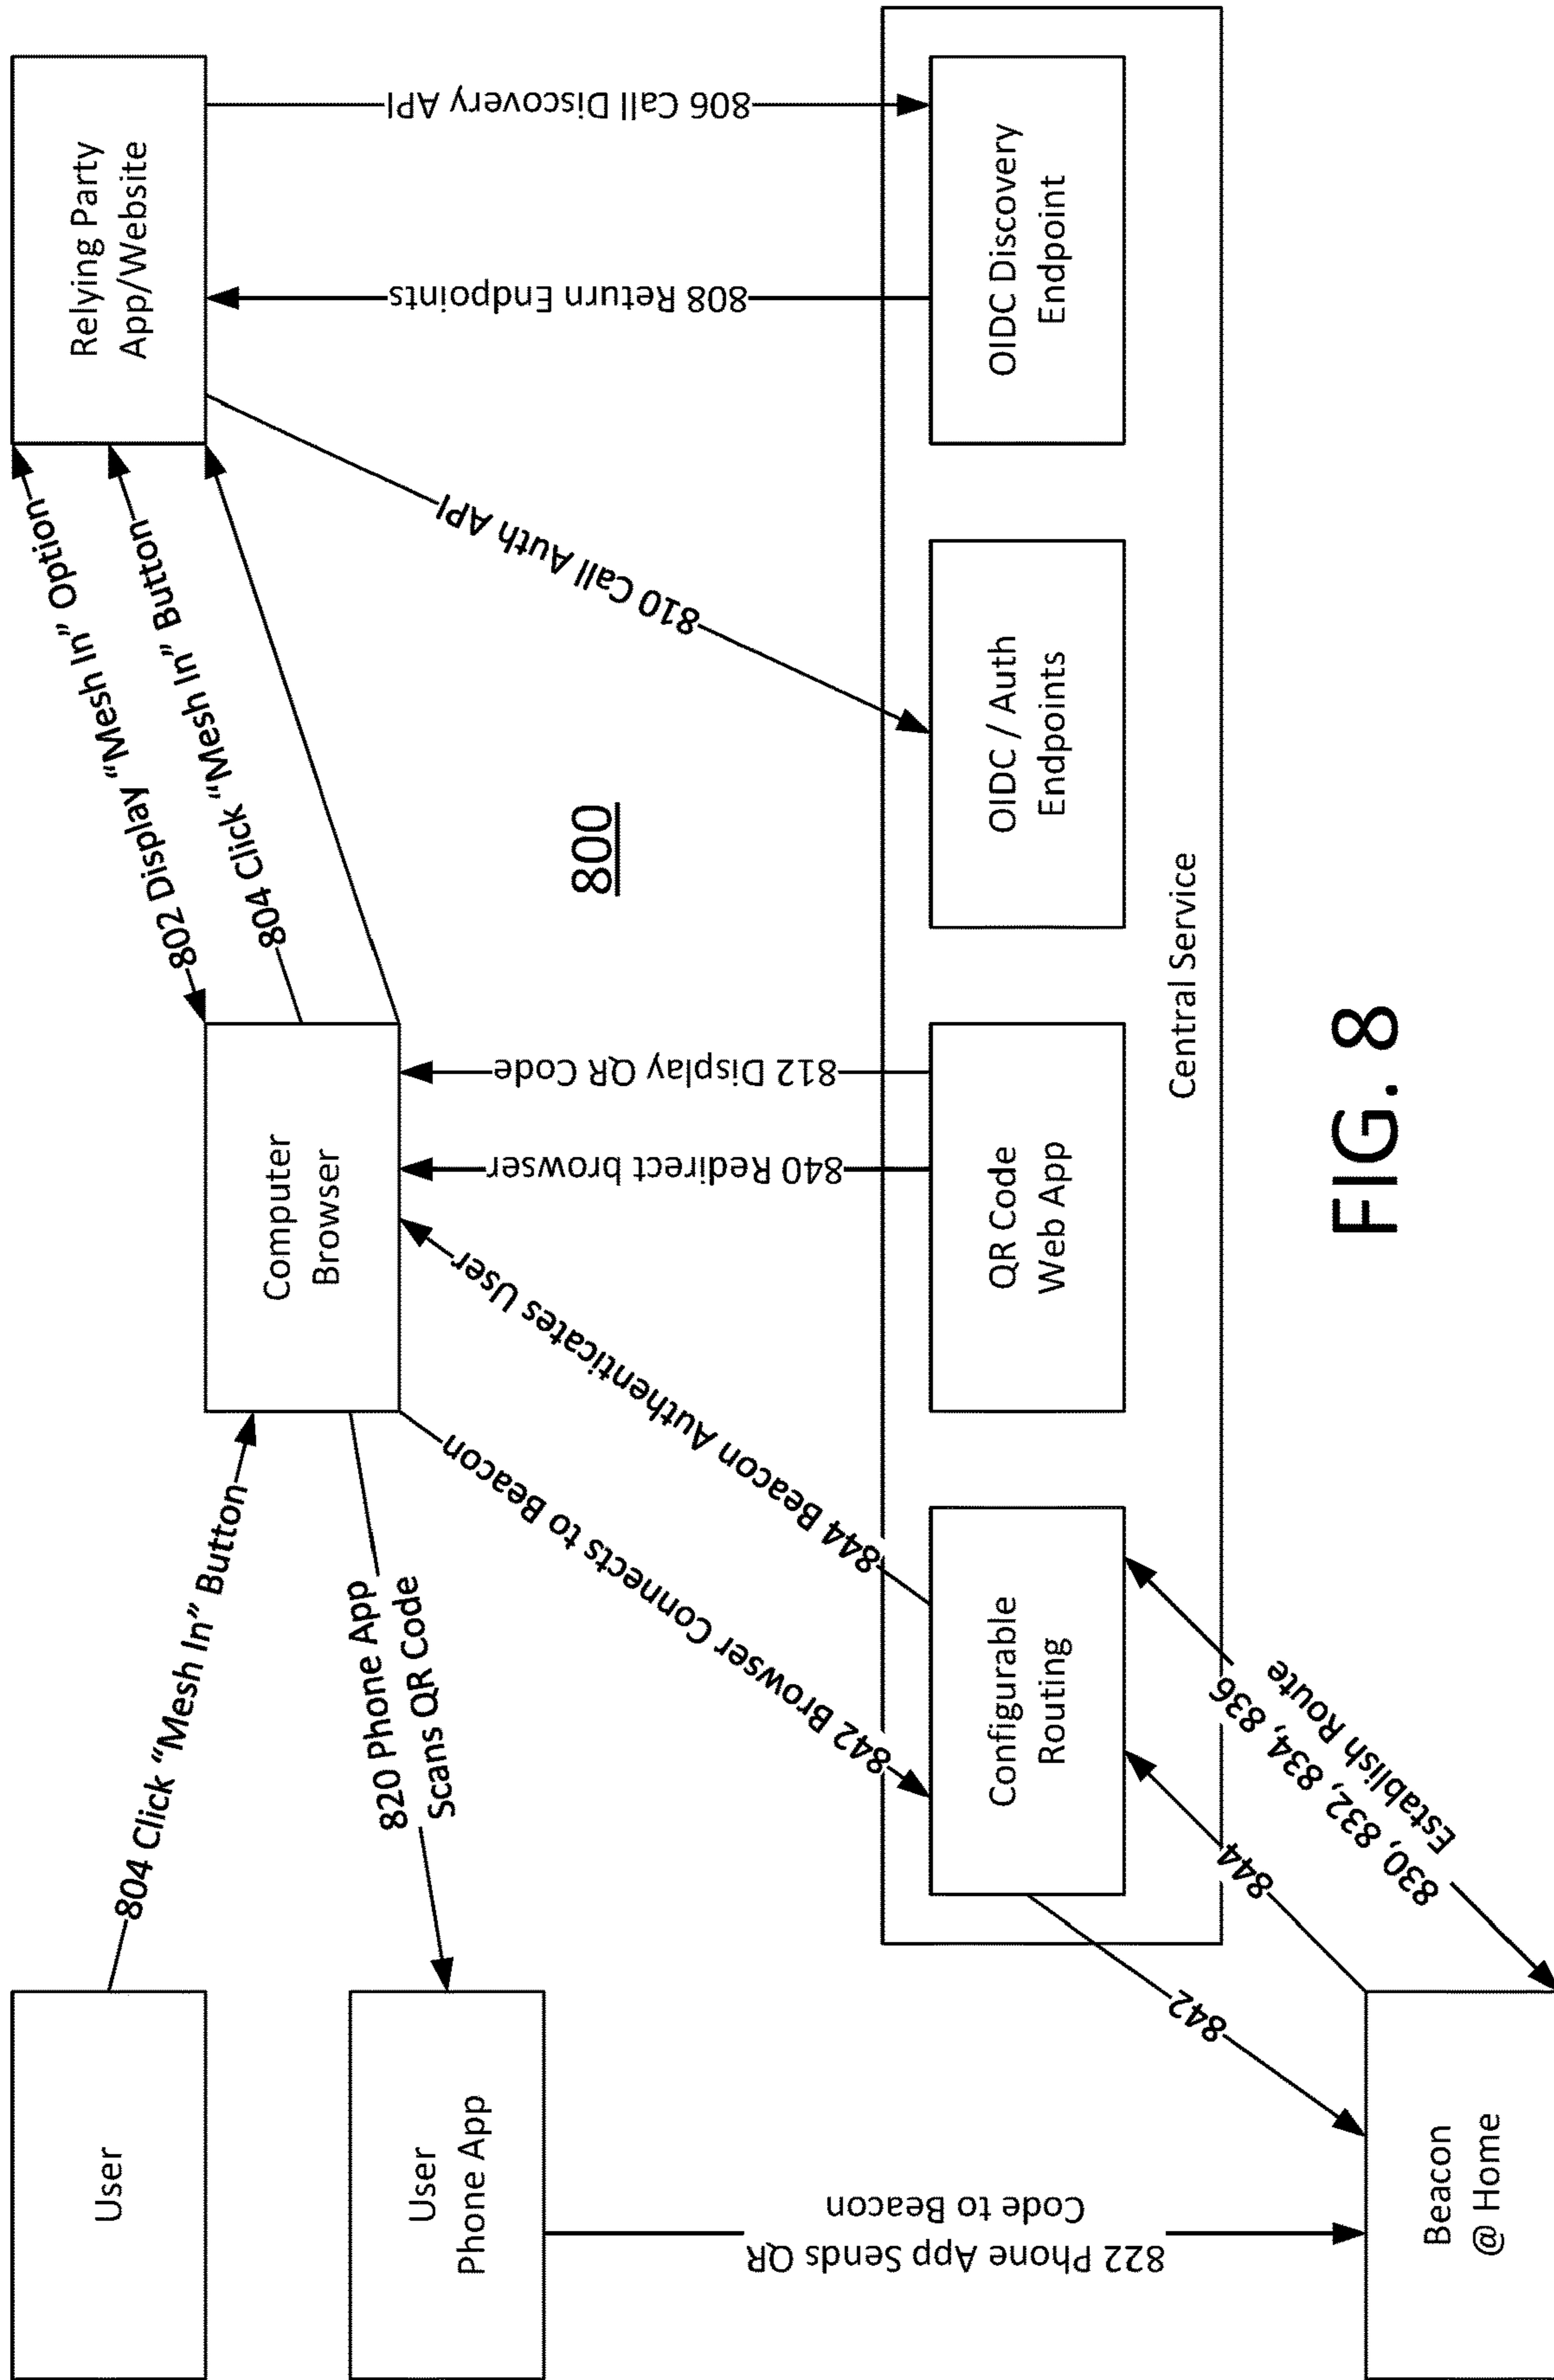 User
804 Click “Mesh In” Button
Computer
Browser
802 Display “Mesh In” Option
804 Click “Mesh In” Button
Relying Party
App/Website
User
Phone App
820 Phone App
Scans QR Code
822 Phone App Sends QR
Code to Beacon
842 Browser Connects to Beacon
844 Beacon Authenticates User
840 Redirect browser
812 Display QR Code
800
810 Call Auth API
808 Return Endpoints
806 Call Discovery API
Configurable
Routing
QR Code
Web App
OIDC / Auth
Endpoints
OIDC Discovery
Endpoint
Central Service
842
844
830, 832, 834, 836
Establish Route
Beacon
@ Home
FIG. 8